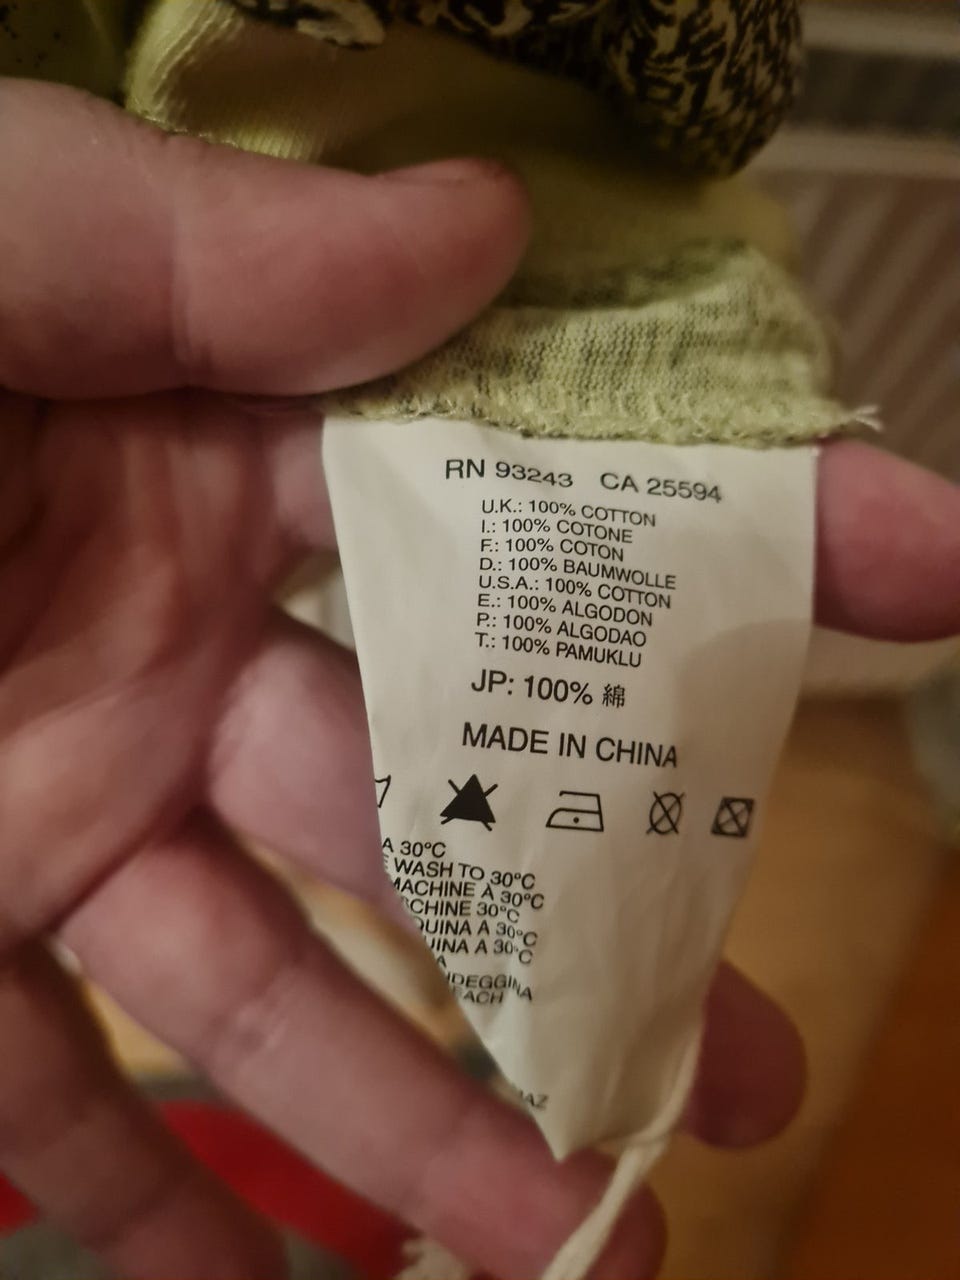 RN 93243 CA 25594
U.K.: 100% COTTON
I.: 100% COTONE
F.: 100% COTON
D.: 100% BAUMWOLLE
U.S.A.: 100% COTTON
E.: 100% ALGODON
P.: 100% ALGODAO
T.: 100% PAMUKLU
JP: 100% 綿
MADE IN CHINA
A 30°C
WASH TO 30°C
MACHINE À 30°C
CHINE 30°C
QUINA A 30°C
UINA A 30°C
A
NDEGGINA
EACH